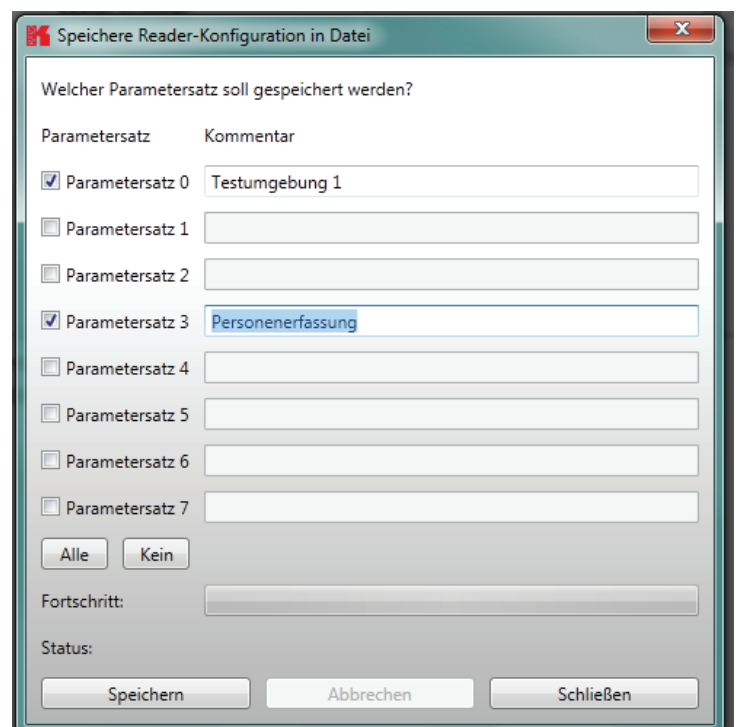 Speichere Reader-Konfiguration in Datei
Welcher Parametersatz soll gespeichert werden?
Parametersatz Kommentar
Parametersatz 0 Testumgebung 1
Parametersatz 1
Parametersatz 2
Parametersatz 3 Personenerfassung
Parametersatz 4
Parametersatz 5
Parametersatz 6
Parametersatz 7
Alle Kein
Fortschritt:
Status:
Speichern Abbrechen Schließen